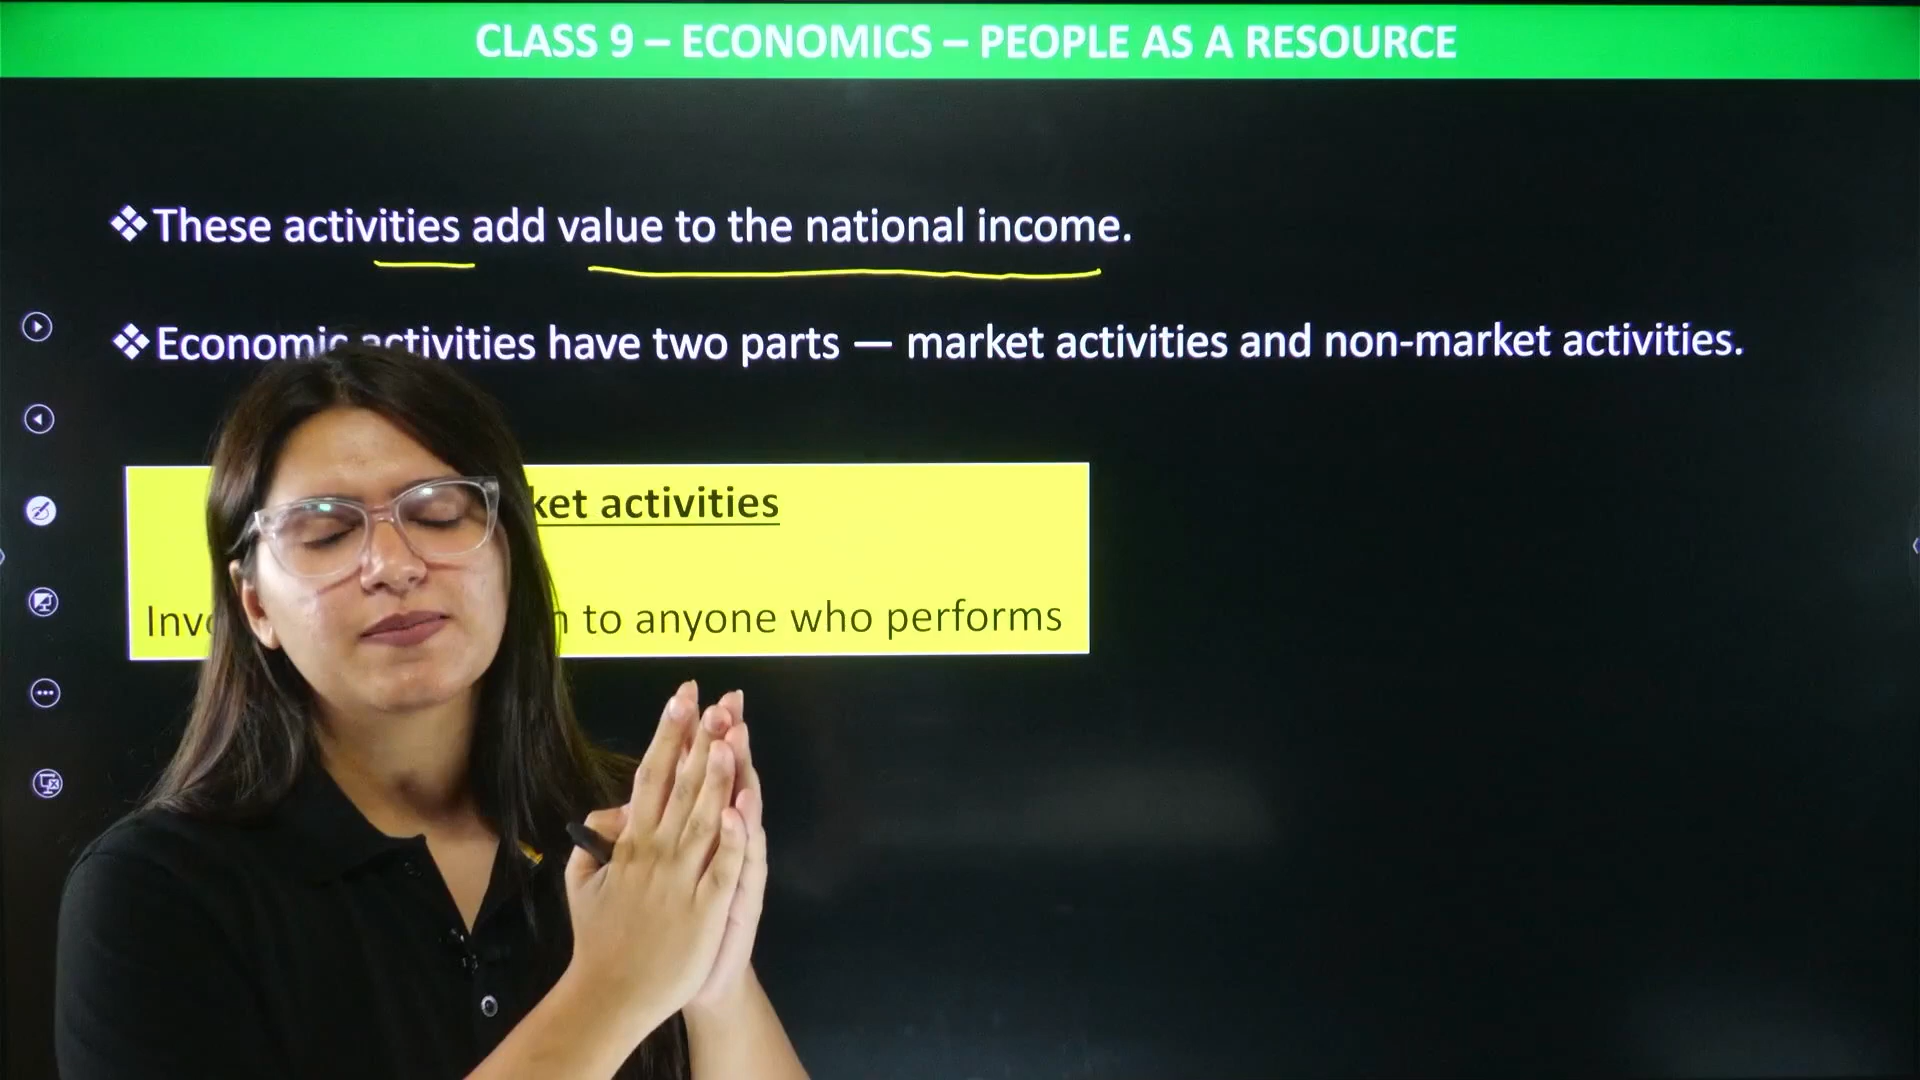 CLASS 9 – ECONOMICS – PEOPLE AS A RESOURCE
❖These activities add value to the national income.
❖Economic activities have two parts — market activities and non-market activities.
ket activities
Inv to anyone who performs